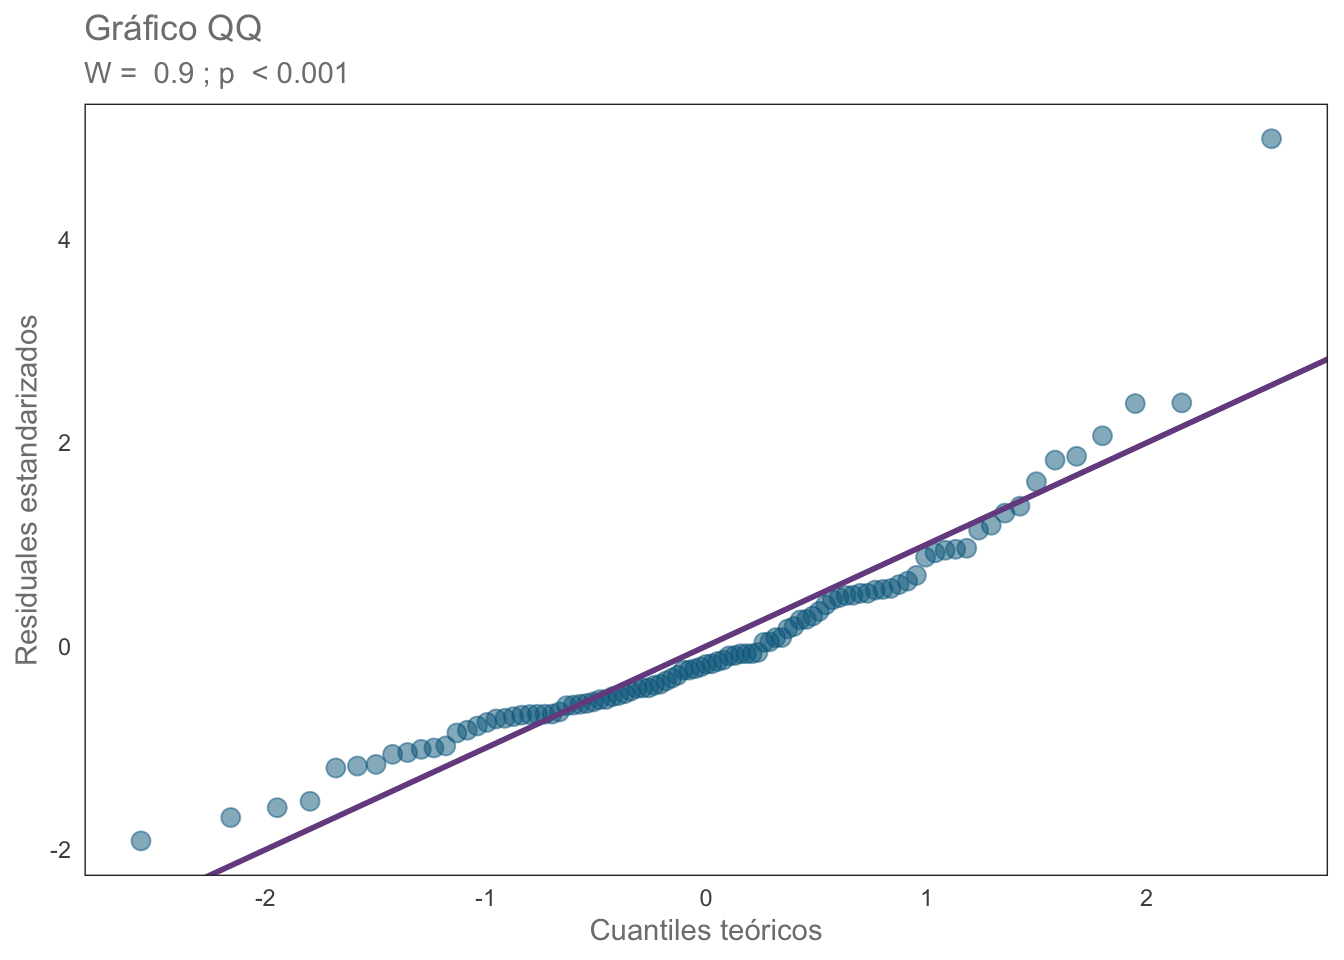 Gráfico QQ
W =  0.9 ; p  < 0.001
Residuales estandarizados
4
2
0
-2
-2 -1 0 1 2
Cuantiles teóricos